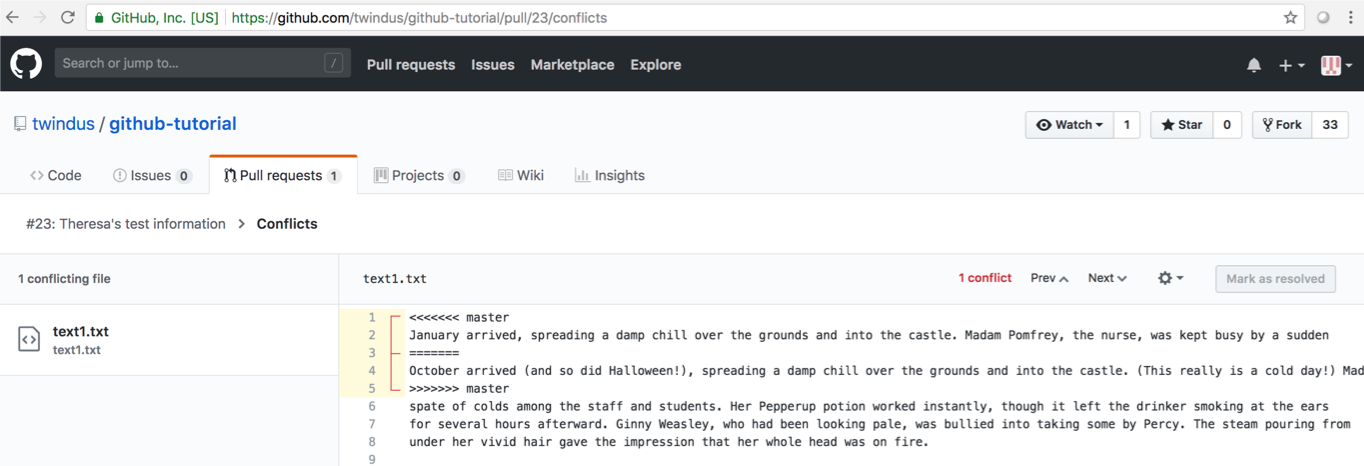 GitHub, Inc. [US] https://github.com/twindus/github-tutorial/pull/23/conflicts
Search or jump to... / Pull requests Issues Marketplace Explore
twindus / github-tutorial Watch 1 Star 0 Fork 33
Code Issues 0 Pull requests 1 Projects 0 Wiki Insights
#23: Theresa's test information > Conflicts
1 conflicting file text1.txt 1 conflict Prev Next Mark as resolved
text1.txt
text1.txt
1 <<<<<<< master
2 January arrived, spreading a damp chill over the grounds and into the castle. Madam Pomfrey, the nurse, was kept busy by a sudden
3 =======
4 October arrived (and so did Halloween!), spreading a damp chill over the grounds and into the castle. (This really is a cold day!) Mad
5 >>>>>>> master
6 spate of colds among the staff and students. Her Pepperup potion worked instantly, though it left the drinker smoking at the ears
7 for several hours afterward. Ginny Weasley, who had been looking pale, was bullied into taking some by Percy. The steam pouring from
8 under her vivid hair gave the impression that her whole head was on fire.
9